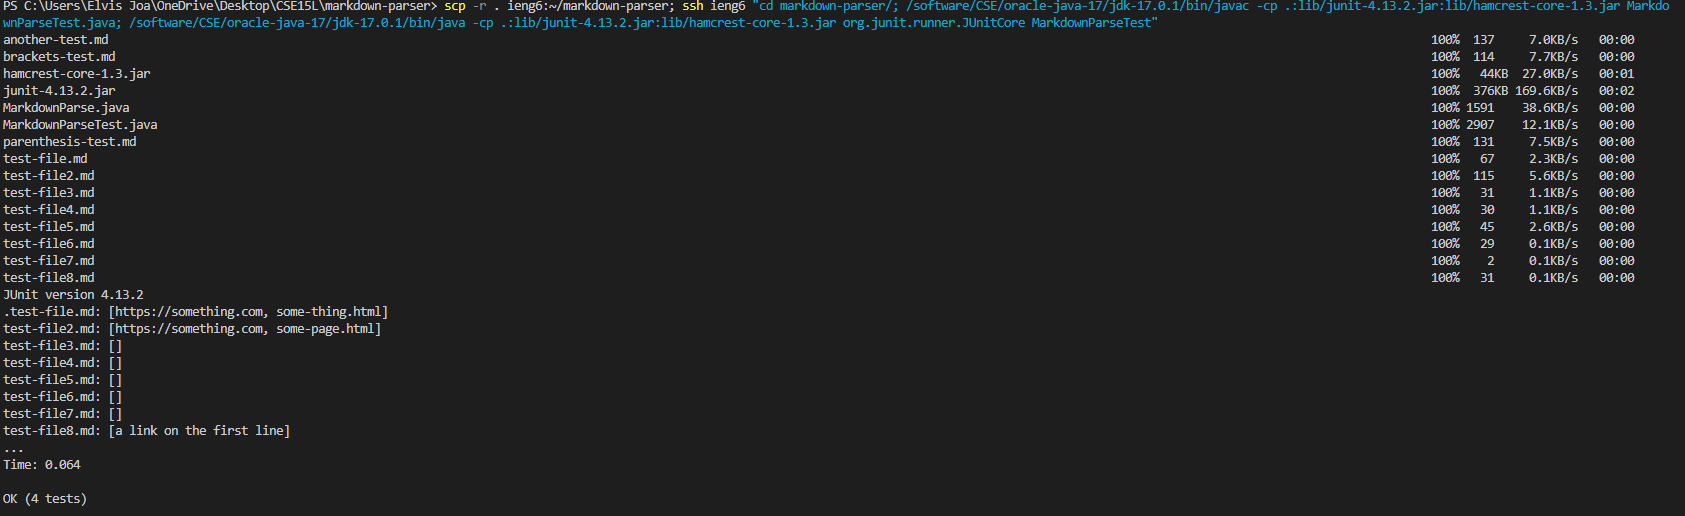 PS C:\Users\Elvis Joa\OneDrive\Desktop\CSE15L\markdown-parser> scp -r . ieng6:~/markdown-parser; ssh ieng6 "cd markdown-parser/; /software/CSE/oracle-java-17/jdk-17.0.1/bin/javac -cp .:lib/junit-4.13.2.jar:lib/hamcrest-core-1.3.jar Markdo
wnParseTest.java; /software/CSE/oracle-java-17/jdk-17.0.1/bin/java -cp .:lib/junit-4.13.2.jar:lib/hamcrest-core-1.3.jar org.junit.runner.JUnitCore MarkdownParseTest"
another-test.md 100% 137 7.0KB/s 00:00
brackets-test.md 100% 114 7.7KB/s 00:00
hamcrest-core-1.3.jar 100% 44KB 27.0KB/s 00:01
junit-4.13.2.jar 100% 376KB 169.6KB/s 00:02
MarkdownParse.java 100% 1591 38.6KB/s 00:00
MarkdownParseTest.java 100% 2907 12.1KB/s 00:00
parenthesis-test.md 100% 131 7.5KB/s 00:00
test-file.md 100% 67 2.3KB/s 00:00
test-file2.md 100% 115 5.6KB/s 00:00
test-file3.md 100% 31 1.1KB/s 00:00
test-file4.md 100% 30 1.1KB/s 00:00
test-file5.md 100% 45 2.6KB/s 00:00
test-file6.md 100% 29 0.1KB/s 00:00
test-file7.md 100% 2 0.1KB/s 00:00
test-file8.md 100% 31 0.1KB/s 00:00
JUnit version 4.13.2
.test-file.md: [https://something.com, some-thing.html]
test-file2.md: [https://something.com, some-page.html]
test-file3.md: []
test-file4.md: []
test-file5.md: []
test-file6.md: []
test-file7.md: []
test-file8.md: [a link on the first line]
...
Time: 0.064
OK (4 tests)